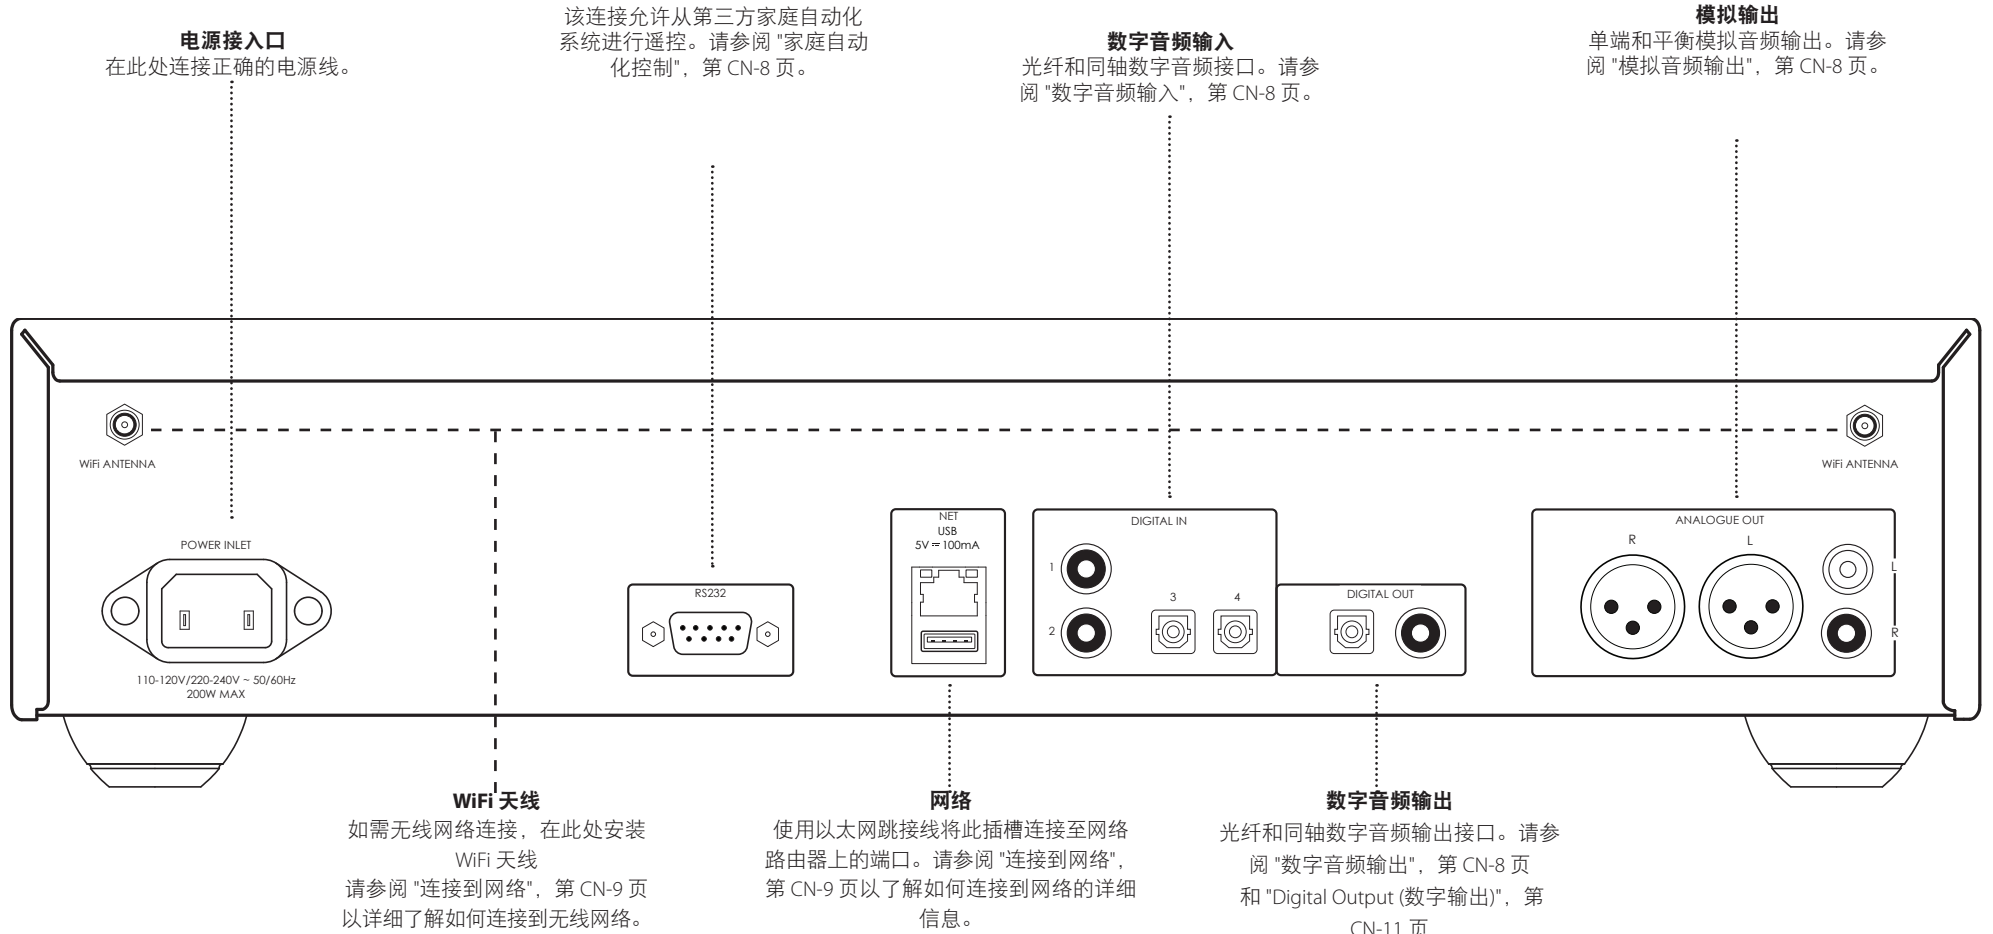 电源接入口
在此处连接正确的电源线。
该连接允许从第三方家庭自动化
系统进行遥控。请参阅 "家庭自动
化控制"，第 CN-8 页。
数字音频输入
光纤和同轴数字音频接口。请参
阅 "数字音频输入"，第 CN-8 页。
模拟输出
单端和平衡模拟音频输出。请参
阅 "模拟音频输出"，第 CN-8 页。
WiFi ANTENNA
WiFi ANTENNA
POWER INLET
110-120V/220-240V ~ 50/60Hz
200W MAX
RS232
NET
USB
5V ⎓ 100mA
DIGITAL IN
1
2
3
4
DIGITAL OUT
ANALOGUE OUT
R
L
L
R
WiFi 天线
如需无线网络连接，在此处安装
WiFi 天线
请参阅 "连接到网络"，第 CN-9 页
以详细了解如何连接到无线网络。
网络
使用以太网跳接线将此插槽连接至网络
路由器上的端口。请参阅 "连接到网络"，
第 CN-9 页以了解如何连接到网络的详细
信息。
数字音频输出
光纤和同轴数字音频输出接口。请参
阅 "数字音频输出"，第 CN-8 页
和 "Digital Output (数字输出)"，第
CN-11 页